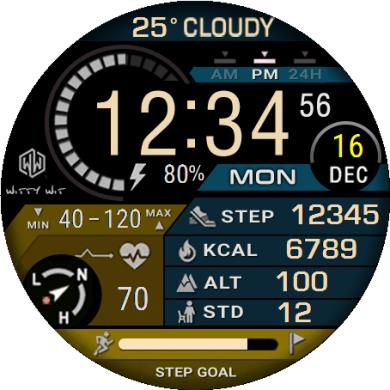 25° CLOUDY
AM PM 24H
12:34 56
16
DEC
80% MON
WITTY WIT
MIN 40-120 MAX
STEP 12345
KCAL 6789
ALT 100
STD 12
70
L N H
STEP GOAL